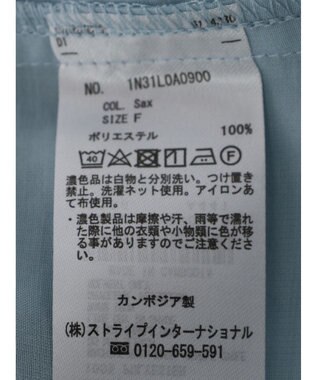 NO. 1N31L0A0900
COL. Sax
SIZE F
ポリエステル 100%
40 F
濃色品は白物と分別洗い。つけ置き
禁止。洗濯ネット使用。アイロンあ
て布使用。
・濃色製品は摩擦や汗、雨等で濡れ
た際に他の衣類や小物類に色が移
る事がありますのでご注意くださ
い。
カンボジア製
(株)ストライプインターナショナル
0120-659-591